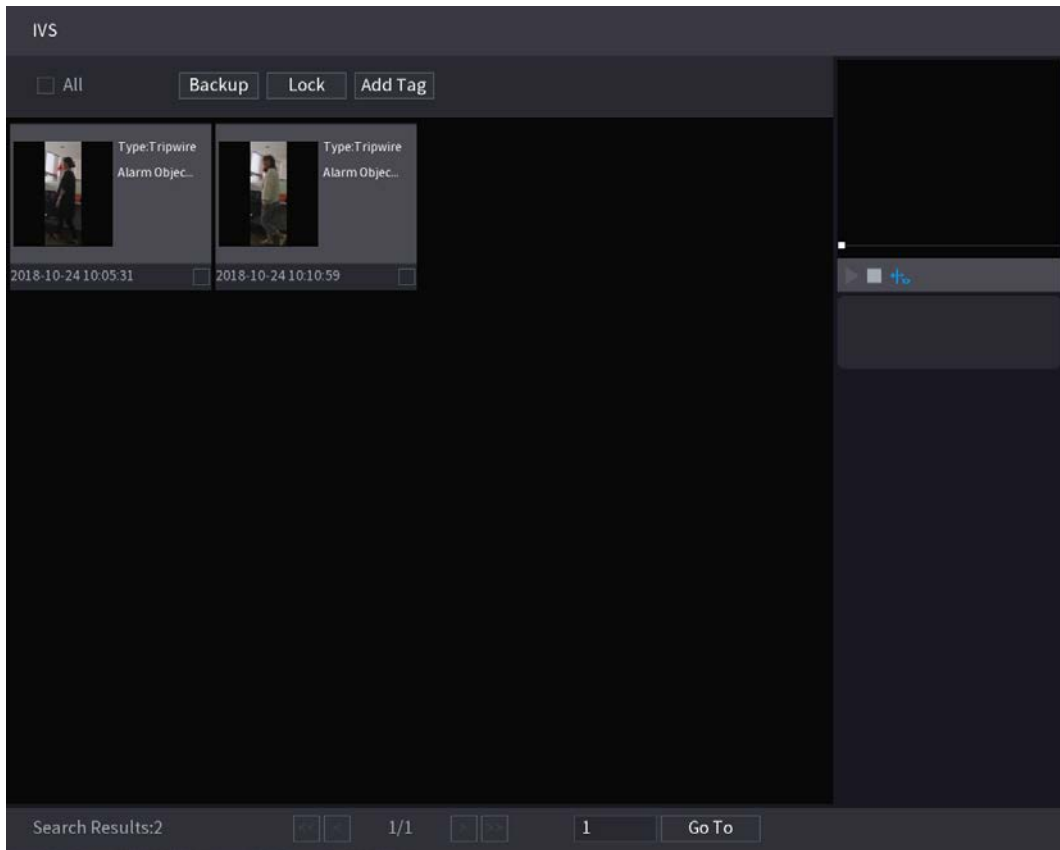 IVS
All
Backup
Lock
Add Tag
Type:Tripwire
Alarm Objec...
2018-10-24 10:05:31
Type:Tripwire
Alarm Objec...
2018-10-24 10:10:59
Search Results:2
<< < 1/1 > >>
1
Go To